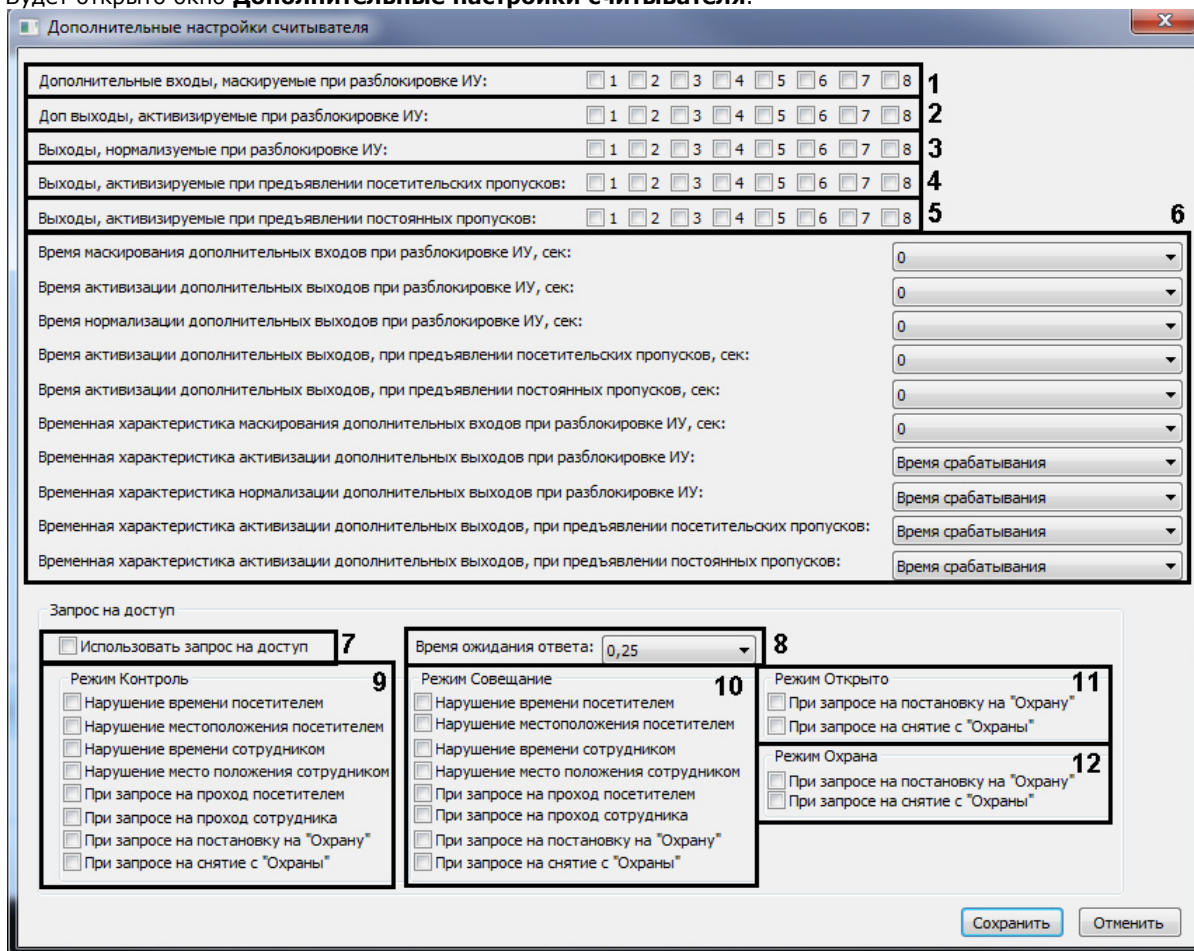 Будет открыто окно Дополнительные настройки считывателя.
Дополнительные настройки считывателя
Дополнительные входы, маскируемые при разблокировке ИУ: 1 2 3 4 5 6 7 8 1
Доп выходы, активизируемые при разблокировке ИУ: 1 2 3 4 5 6 7 8 2
Выходы, нормализуемые при разблокировке ИУ: 1 2 3 4 5 6 7 8 3
Выходы, активизируемые при предъявлении посетительских пропусков: 1 2 3 4 5 6 7 8 4
Выходы, активизируемые при предъявлении постоянных пропусков: 1 2 3 4 5 6 7 8 5
6
Время маскирования дополнительных входов при разблокировке ИУ, сек: 0
Время активизации дополнительных выходов при разблокировке ИУ, сек: 0
Время нормализации дополнительных выходов при разблокировке ИУ, сек: 0
Время активизации дополнительных выходов, при предъявлении посетительских пропусков, сек: 0
Время активизации дополнительных выходов, при предъявлении постоянных пропусков, сек: 0
Временная характеристика маскирования дополнительных входов при разблокировке ИУ, сек: 0
Временная характеристика активизации дополнительных выходов при разблокировке ИУ: Время срабатывания
Временная характеристика нормализации дополнительных выходов при разблокировке ИУ: Время срабатывания
Временная характеристика активизации дополнительных выходов, при предъявлении посетительских пропусков: Время срабатывания
Временная характеристика активизации дополнительных выходов, при предъявлении постоянных пропусков: Время срабатывания
Запрос на доступ
Использовать запрос на доступ 7
Время ожидания ответа: 0,25 8
Режим Контроль 9
Нарушение времени посетителем
Нарушение местоположения посетителем
Нарушение времени сотрудником
Нарушение место положения сотрудником
При запросе на проход посетителем
При запросе на проход сотрудника
При запросе на постановку на "Охрану"
При запросе на снятие с "Охраны"
Режим Совещание 10
Нарушение времени посетителем
Нарушение местоположения посетителем
Нарушение времени сотрудником
Нарушение место положения сотрудником
При запросе на проход посетителем
При запросе на проход сотрудника
При запросе на постановку на "Охрану"
При запросе на снятие с "Охраны"
Режим Открыто 11
При запросе на постановку на "Охрану"
При запросе на снятие с "Охраны"
Режим Охрана 12
При запросе на постановку на "Охрану"
При запросе на снятие с "Охраны"
Сохранить Отменить